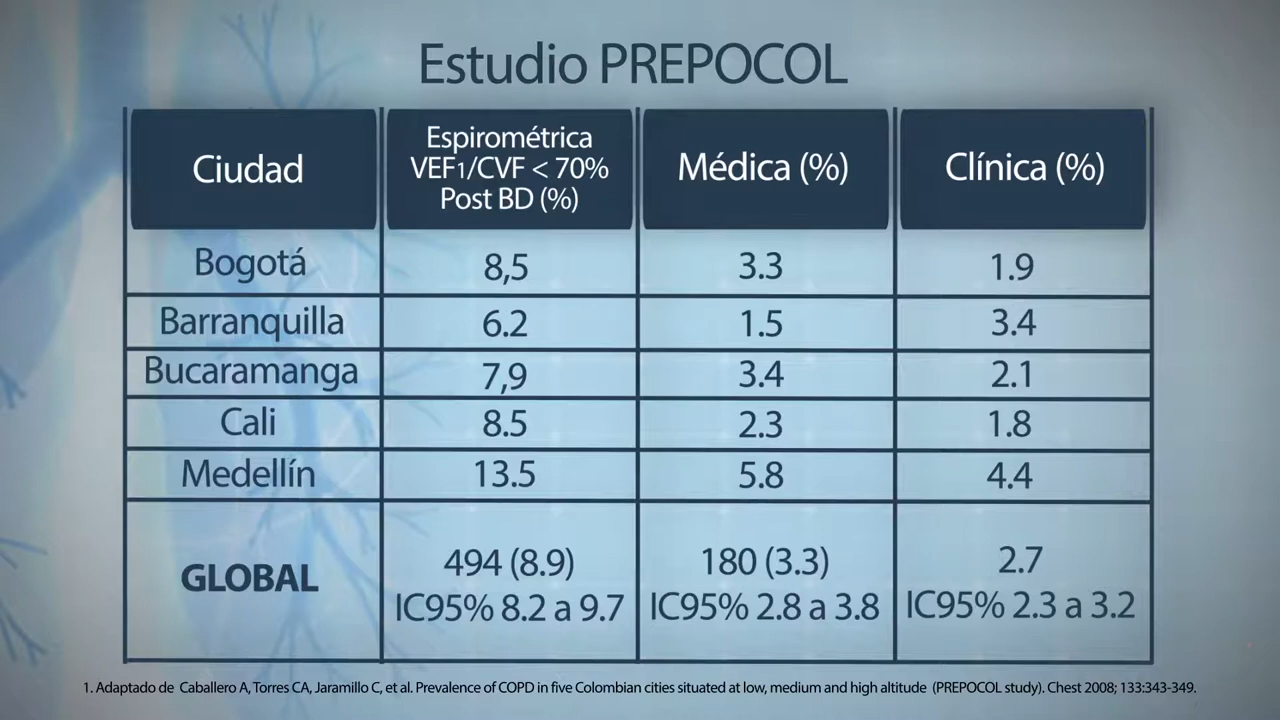 Estudio PREPOCOL
Ciudad
Espirométrica
VEF1/CVF < 70%
Post BD (%)
Médica (%)
Clínica (%)
Bogotá 8,5 3.3 1.9
Barranquilla 6.2 1.5 3.4
Bucaramanga 7,9 3.4 2.1
Cali 8.5 2.3 1.8
Medellín 13.5 5.8 4.4
GLOBAL
494 (8.9)
IC95% 8.2 a 9.7
180 (3.3)
IC95% 2.8 a 3.8
2.7
IC95% 2.3 a 3.2
1. Adaptado de Caballero A, Torres CA, Jaramillo C, et al. Prevalence of COPD in five Colombian cities situated at low, medium and high altitude (PREPOCOL study). Chest 2008; 133:343-349.